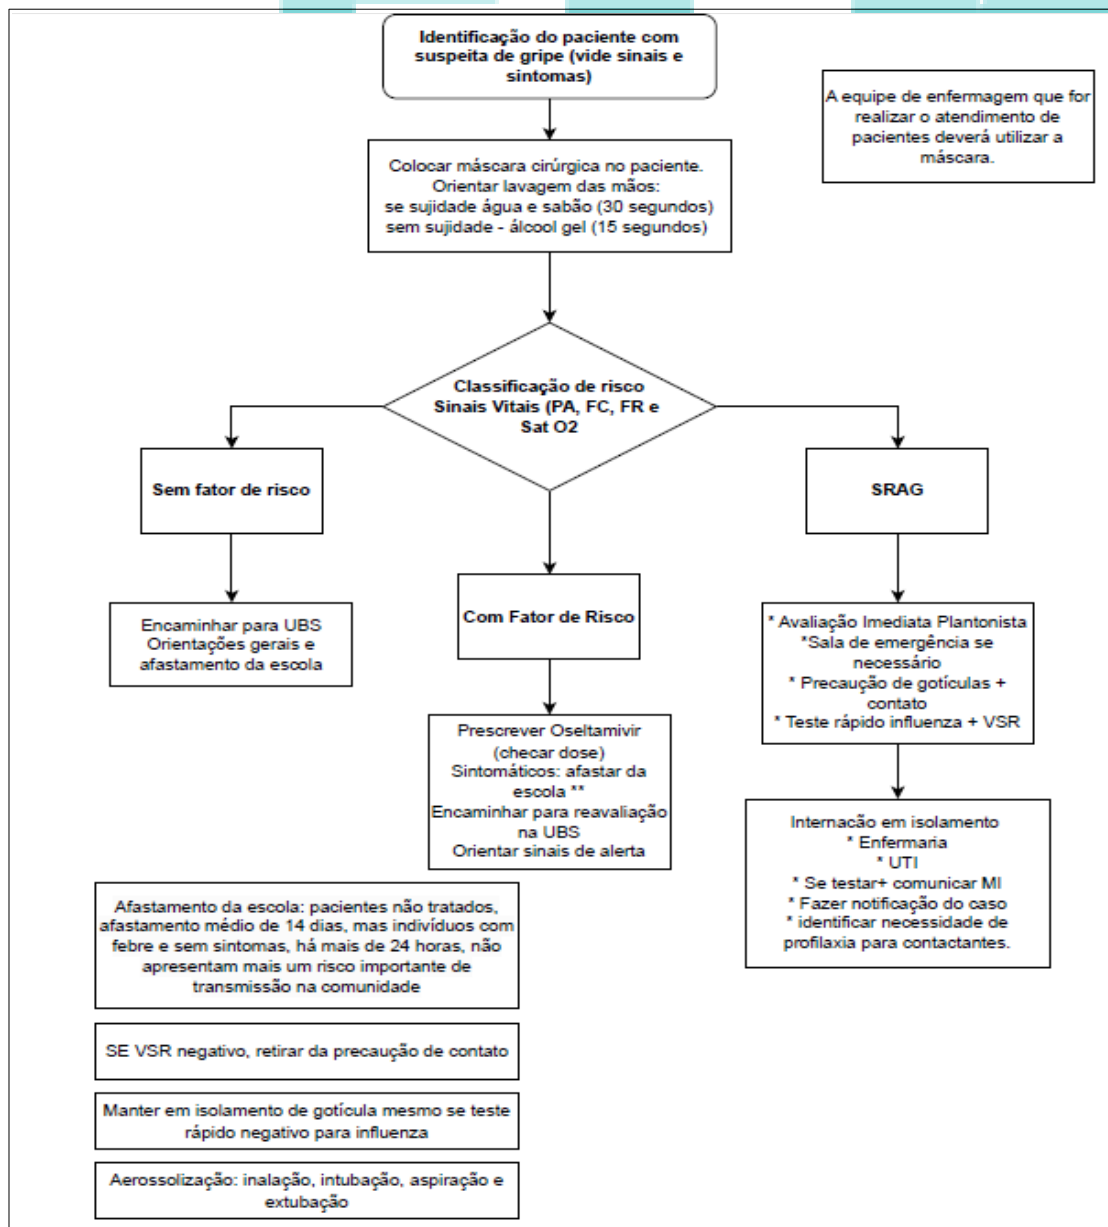 Identificação do paciente com
suspeita de gripe (vide sinais e
sintomas)
A equipe de enfermagem que for
realizar o atendimento de
pacientes deverá utilizar a
máscara.
Colocar máscara cirúrgica no paciente.
Orientar lavagem das mãos:
se sujidade água e sabão (30 segundos)
sem sujidade - álcool gel (15 segundos)
Classificação de risco
Sinais Vitais (PA, FC, FR e
Sat O2
Sem fator de risco
SRAG
Com Fator de Risco
Encaminhar para UBS
Orientações gerais e
afastamento da escola
* Avaliação Imediata Plantonista
*Sala de emergência se
necessário
* Precaução de gotículas +
contato
* Teste rápido influenza + VSR
Prescrever Oseltamivir
(checar dose)
Sintomáticos: afastar da
escola **
Encaminhar para reavaliação
na UBS
Orientar sinais de alerta
Internacão em isolamento
* Enfermaria
* UTI
* Se testar+ comunicar MI
* Fazer notificação do caso
* identificar necessidade de
profilaxia para contactantes.
Afastamento da escola: pacientes não tratados,
afastamento médio de 14 dias, mas indivíduos com
febre e sem sintomas, há mais de 24 horas, não
apresentam mais um risco importante de
transmissão na comunidade
SE VSR negativo, retirar da precaução de contato
Manter em isolamento de gotícula mesmo se teste
rápido negativo para influenza
Aerossolização: inalação, intubação, aspiração e
extubação